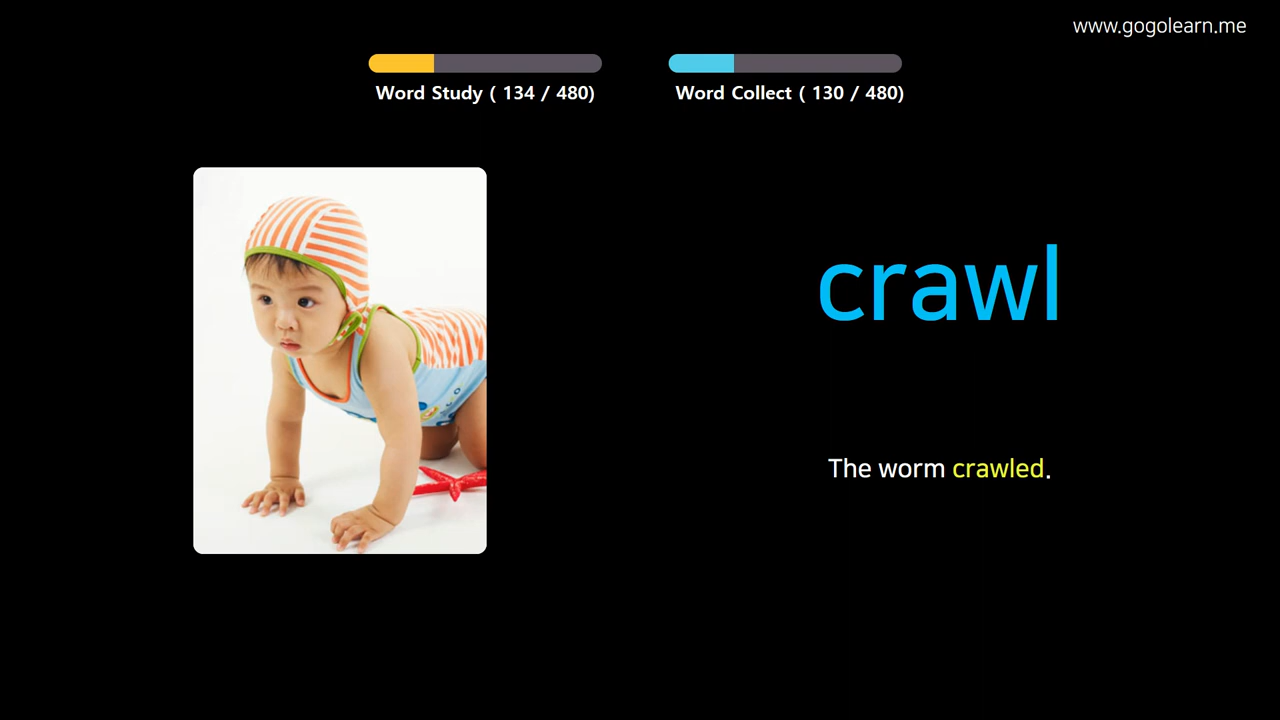 www.gogolearn.me
Word Study ( 134 / 480)
Word Collect ( 130 / 480)
crawl
The worm crawled.